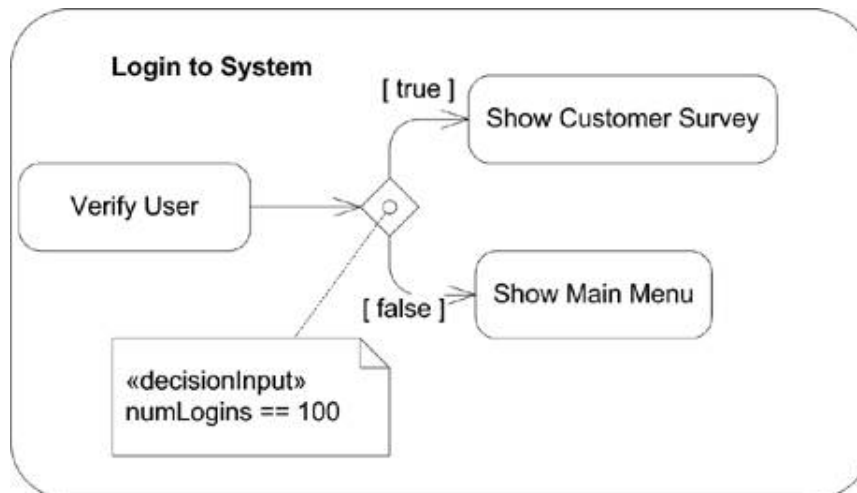 Login to System
[ true ]
Show Customer Survey
Verify User
[ false ]
Show Main Menu
«decisionInput»
numLogins == 100